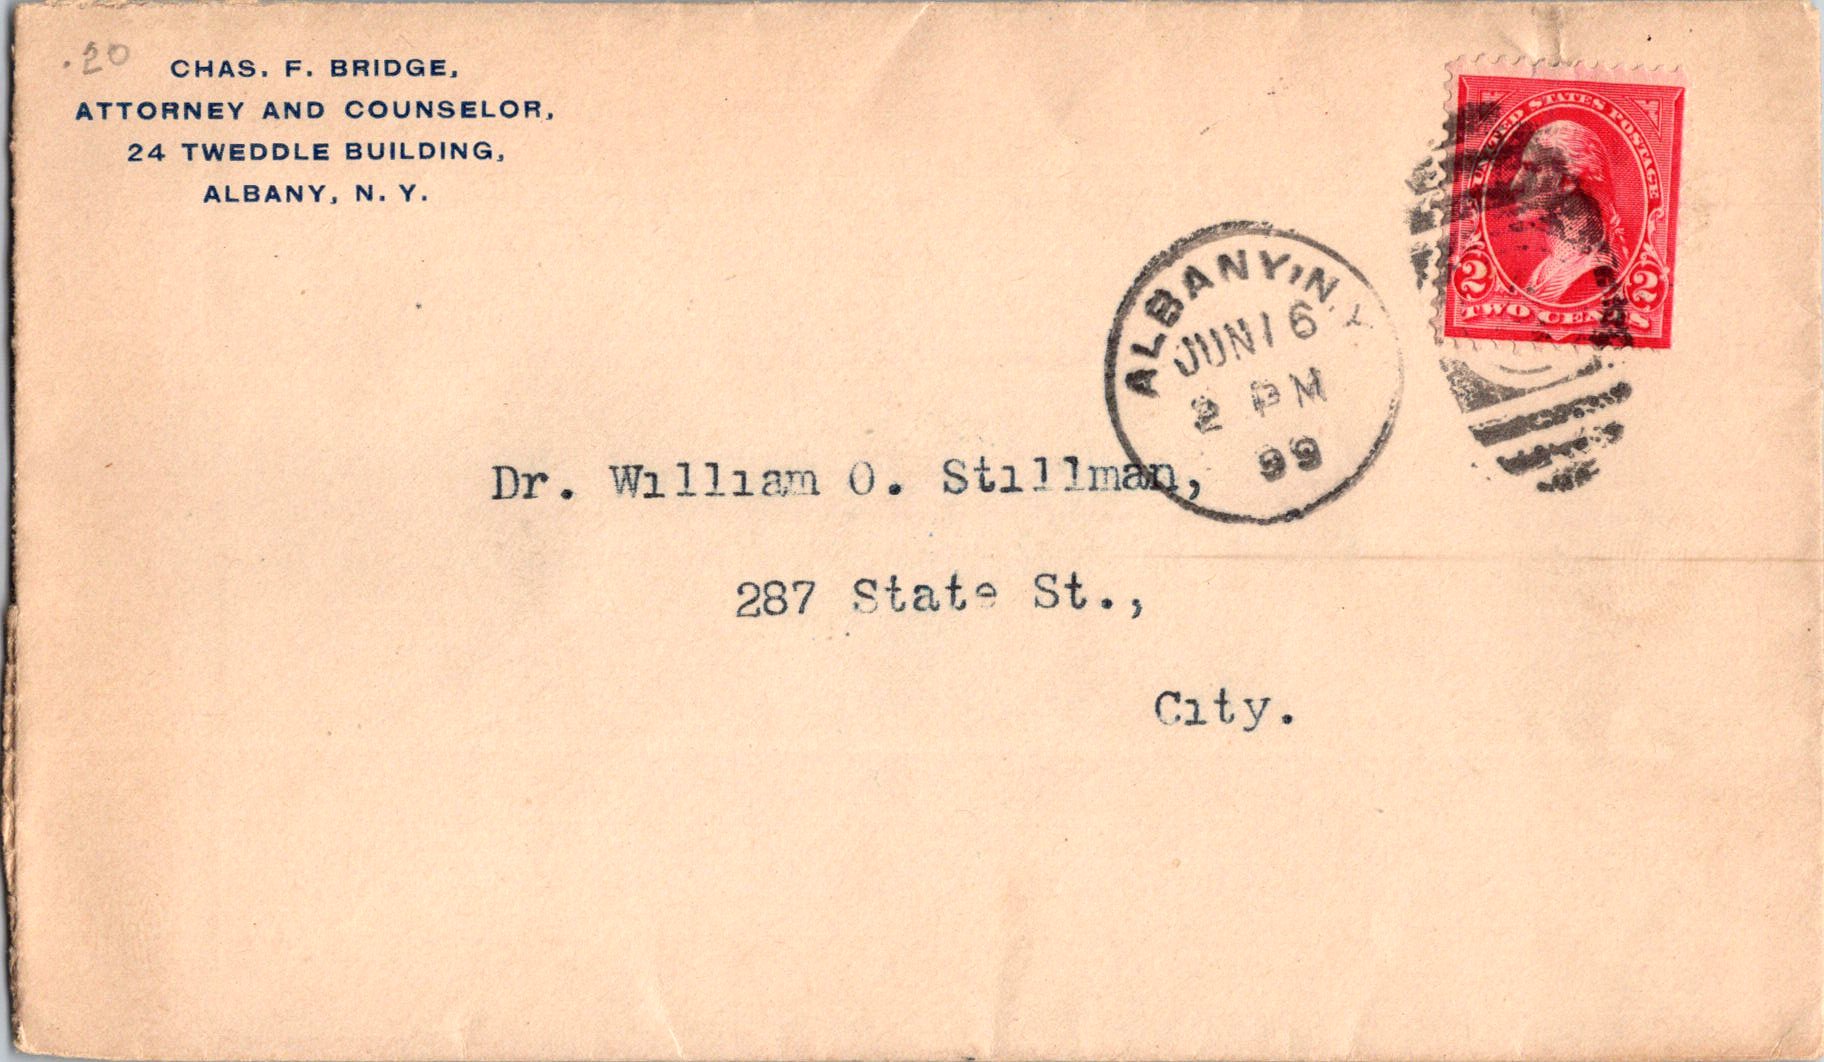 .20
CHAS. F. BRIDGE,
ATTORNEY AND COUNSELOR,
24 TWEDDLE BUILDING,
ALBANY, N. Y.
UNITED STATES POSTAGE
2 2
TWO CENTS
ALBANY, N.Y.
JUN 16
2 PM
99
Dr. William O. Stillman,
287 State St.,
City.